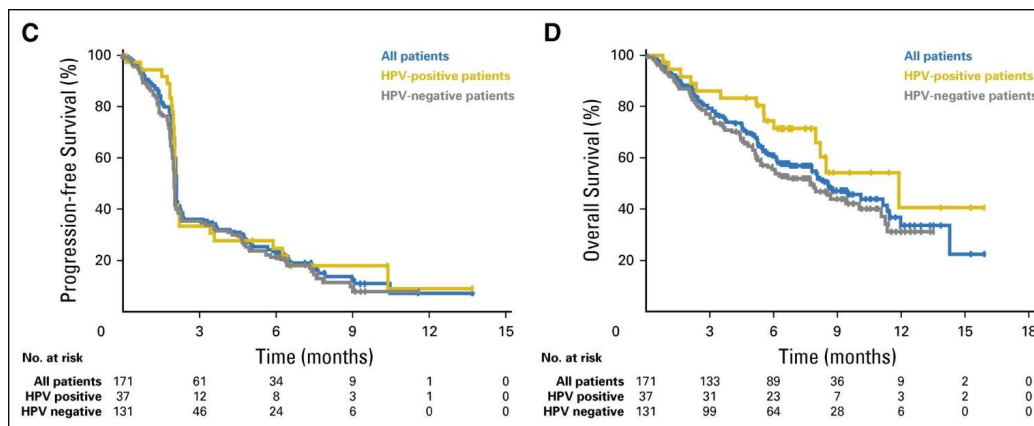 C
All patients
HPV-positive patients
HPV-negative patients
Progression-free Survival (%)
100
80
60
40
20
0
3
6
9
12
15
Time (months)
No. at risk
All patients 171 61 34 9 1 0
HPV positive 37 12 8 3 1 0
HPV negative 131 46 24 6 0 0
D
All patients
HPV-positive patients
HPV-negative patients
Overall Survival (%)
100
80
60
40
20
0
3
6
9
12
15
18
Time (months)
No. at risk
All patients 171 133 89 36 9 2 0
HPV positive 37 31 23 7 3 2 0
HPV negative 131 99 64 28 6 0 0